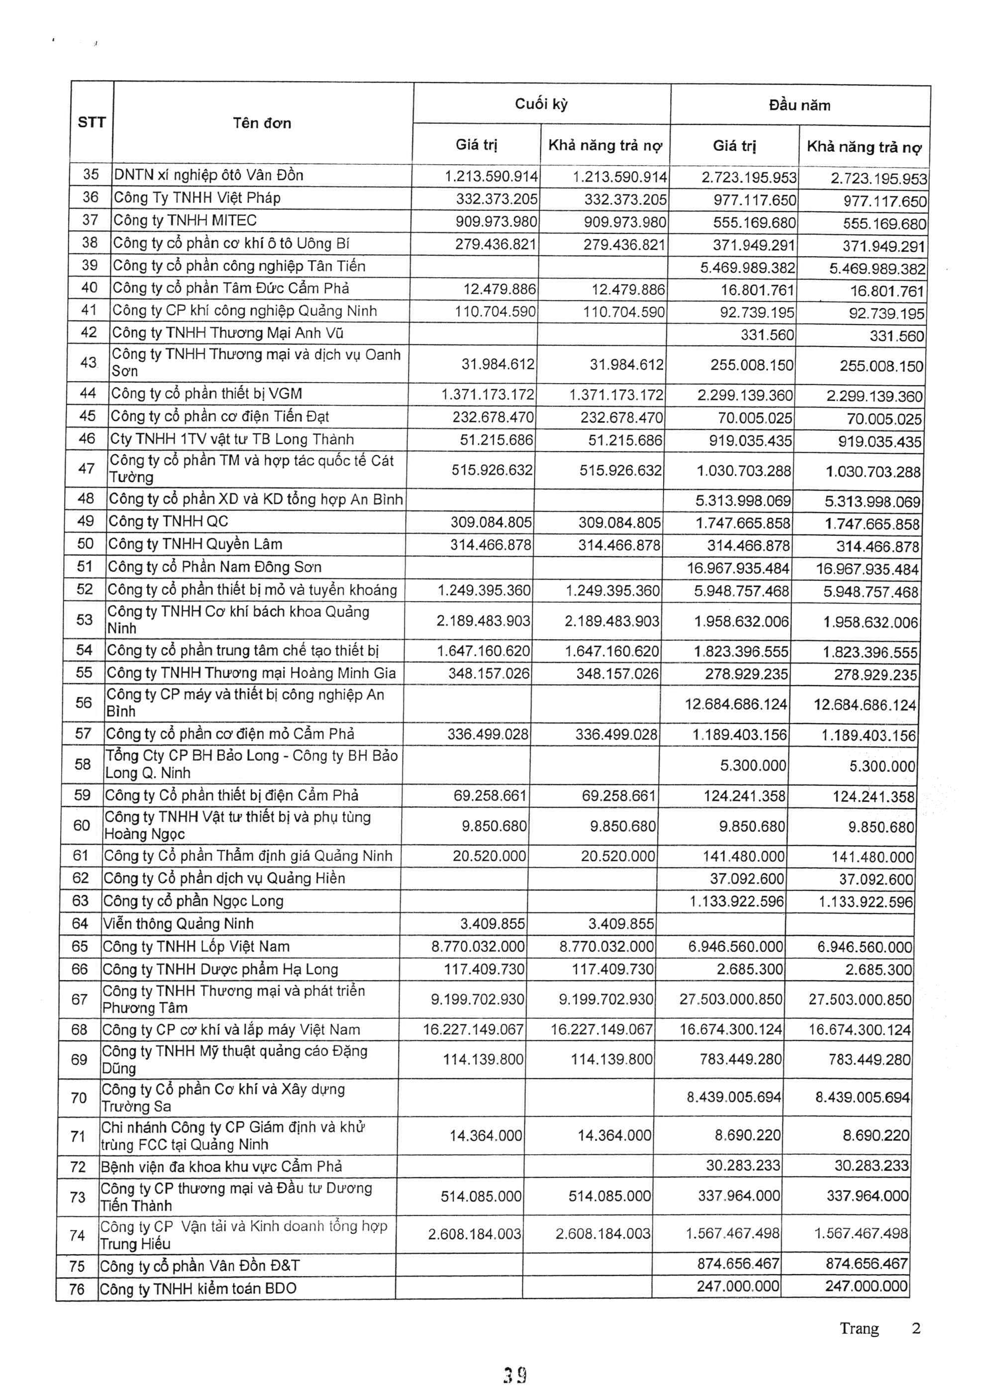 STT Tên đơn Cuối kỳ Đầu năm
Giá trị Khả năng trả nợ Giá trị Khả năng trả nợ
35 DNTN xí nghiệp ôtô Vân Đồn 1.213.590.914 1.213.590.914 2.723.195.953 2.723.195.953
36 Công Ty TNHH Việt Pháp 332.373.205 332.373.205 977.117.650 977.117.650
37 Công ty TNHH MITEC 909.973.980 909.973.980 555.169.680 555.169.680
38 Công ty cổ phần cơ khí ô tô Uông Bí 279.436.821 279.436.821 371.949.291 371.949.291
39 Công ty cổ phần công nghiệp Tân Tiến 5.469.989.382 5.469.989.382
40 Công ty cổ phần Tâm Đức Cẩm Phả 12.479.886 12.479.886 16.801.761 16.801.761
41 Công ty CP khí công nghiệp Quảng Ninh 110.704.590 110.704.590 92.739.195 92.739.195
42 Công ty TNHH Thương Mại Anh Vũ 331.560 331.560
43 Công ty TNHH Thương mại và dịch vụ Oanh
Sơn 31.984.612 31.984.612 255.008.150 255.008.150
44 Công ty cổ phần thiết bị VGM 1.371.173.172 1.371.173.172 2.299.139.360 2.299.139.360
45 Công ty cổ phần cơ điện Tiến Đạt 232.678.470 232.678.470 70.005.025 70.005.025
46 Cty TNHH 1TV vật tư TB Long Thành 51.215.686 51.215.686 919.035.435 919.035.435
47 Công ty cổ phần TM và hợp tác quốc tế Cát
Tường 515.926.632 515.926.632 1.030.703.288 1.030.703.288
48 Công ty cổ phần XD và KD tổng hợp An Bình 5.313.998.069 5.313.998.069
49 Công ty TNHH QC 309.084.805 309.084.805 1.747.665.858 1.747.665.858
50 Công ty TNHH Quyền Lâm 314.466.878 314.466.878 314.466.878 314.466.878
51 Công ty cổ Phần Nam Đông Sơn 16.967.935.484 16.967.935.484
52 Công ty cổ phần thiết bị mỏ và tuyển khoáng 1.249.395.360 1.249.395.360 5.948.757.468 5.948.757.468
53 Công ty TNHH Cơ khí bách khoa Quảng
Ninh 2.189.483.903 2.189.483.903 1.958.632.006 1.958.632.006
54 Công ty cổ phần trung tâm chế tạo thiết bị 1.647.160.620 1.647.160.620 1.823.396.555 1.823.396.555
55 Công ty TNHH Thương mại Hoàng Minh Gia 348.157.026 348.157.026 278.929.235 278.929.235
56 Công ty CP máy và thiết bị công nghiệp An
Bình 12.684.686.124 12.684.686.124
57 Công ty cổ phần cơ điện mỏ Cẩm Phả 336.499.028 336.499.028 1.189.403.156 1.189.403.156
58 Tổng Cty CP BH Bảo Long - Công ty BH Bảo
Long Q. Ninh 5.300.000 5.300.000
59 Công ty Cổ phần thiết bị điện Cẩm Phả 69.258.661 69.258.661 124.241.358 124.241.358
60 Công ty TNHH Vật tư thiết bị và phụ tùng
Hoàng Ngọc 9.850.680 9.850.680 9.850.680 9.850.680
61 Công ty Cổ phần Thẩm định giá Quảng Ninh 20.520.000 20.520.000 141.480.000 141.480.000
62 Công ty Cổ phần dịch vụ Quảng Hiền 37.092.600 37.092.600
63 Công ty cổ phần Ngọc Long 1.133.922.596 1.133.922.596
64 Viễn thông Quảng Ninh 3.409.855 3.409.855
65 Công ty TNHH Lốp Việt Nam 8.770.032.000 8.770.032.000 6.946.560.000 6.946.560.000
66 Công ty TNHH Dược phẩm Hạ Long 117.409.730 117.409.730 2.685.300 2.685.300
67 Công ty TNHH Thương mại và phát triển
Phương Tâm 9.199.702.930 9.199.702.930 27.503.000.850 27.503.000.850
68 Công ty CP cơ khí và lắp máy Việt Nam 16.227.149.067 16.227.149.067 16.674.300.124 16.674.300.124
69 Công ty TNHH Mỹ thuật quảng cáo Đặng
Dũng 114.139.800 114.139.800 783.449.280 783.449.280
70 Công ty Cổ phần Cơ khí và Xây dựng
Trường Sa 8.439.005.694 8.439.005.694
71 Chi nhánh Công ty CP Giám định và khử
trùng FCC tại Quảng Ninh 14.364.000 14.364.000 8.690.220 8.690.220
72 Bệnh viện đa khoa khu vực Cẩm Phả 30.283.233 30.283.233
73 Công ty CP thương mại và Đầu tư Dương
Tiến Thành 514.085.000 514.085.000 337.964.000 337.964.000
74 Công ty CP Vận tải và Kinh doanh tổng hợp
Trung Hiếu 2.608.184.003 2.608.184.003 1.567.467.498 1.567.467.498
75 Công ty cổ phần Vân Đồn Đ&T 874.656.467 874.656.467
76 Công ty TNHH kiểm toán BDO 247.000.000 247.000.000
Trang 2
39